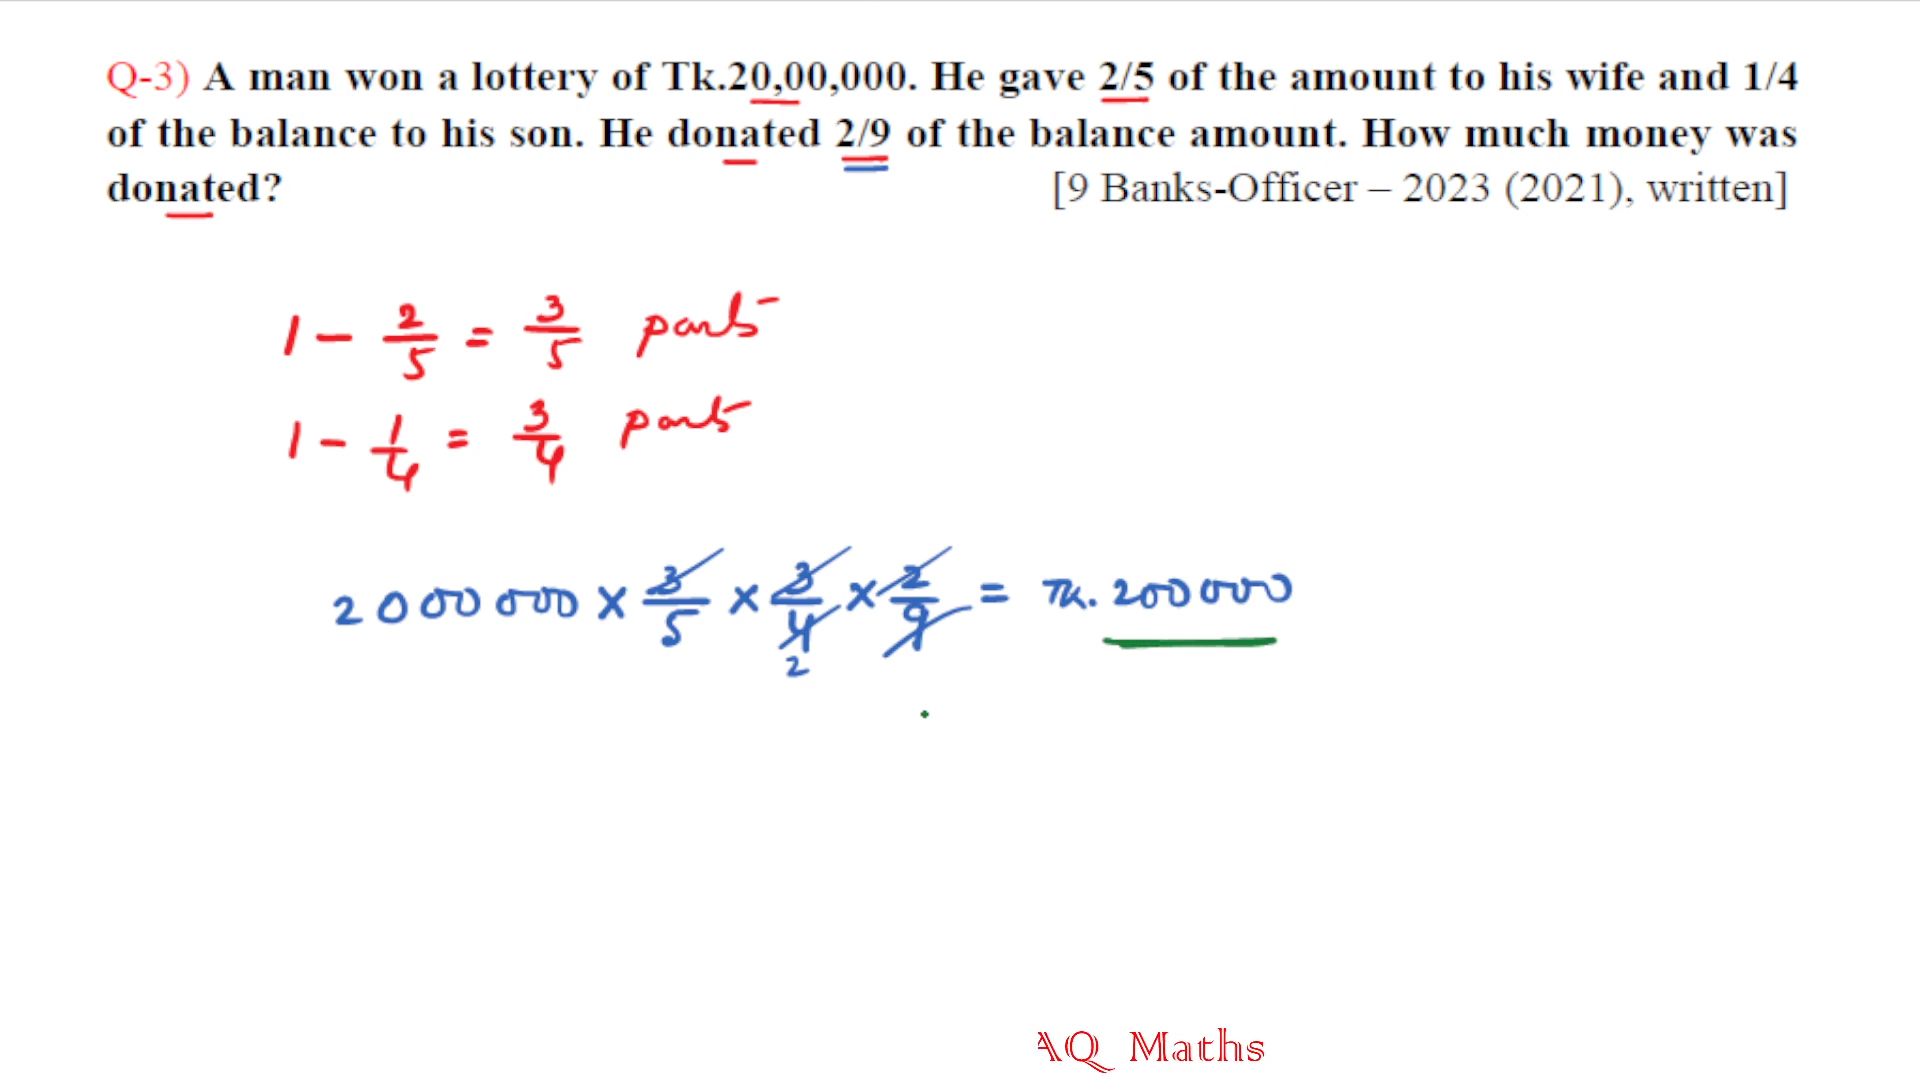 Q-3) A man won a lottery of Tk.20,00,000. He gave 2/5 of the amount to his wife and 1/4
of the balance to his son. He donated 2/9 of the balance amount. How much money was
donated? [9 Banks-Officer – 2023 (2021), written]
1 - 2/5 = 3/5 part
1 - 1/4 = 3/4 part
2000000 × 3/5 × 3/4 × 2/9 = Tk. 200000
2
AQ Maths